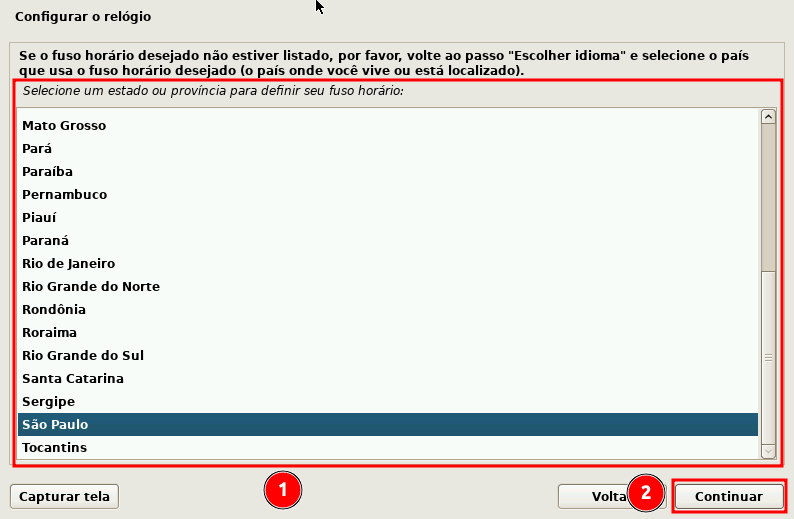 Configurar o relógio
Se o fuso horário desejado não estiver listado, por favor, volte ao passo "Escolher idioma" e selecione o país
que usa o fuso horário desejado (o país onde você vive ou está localizado).
Selecione um estado ou província para definir seu fuso horário:
Mato Grosso
Pará
Paraíba
Pernambuco
Piauí
Paraná
Rio de Janeiro
Rio Grande do Norte
Rondônia
Roraima
Rio Grande do Sul
Santa Catarina
Sergipe
São Paulo
Tocantins
Capturar tela 1 Volta 2 Continuar